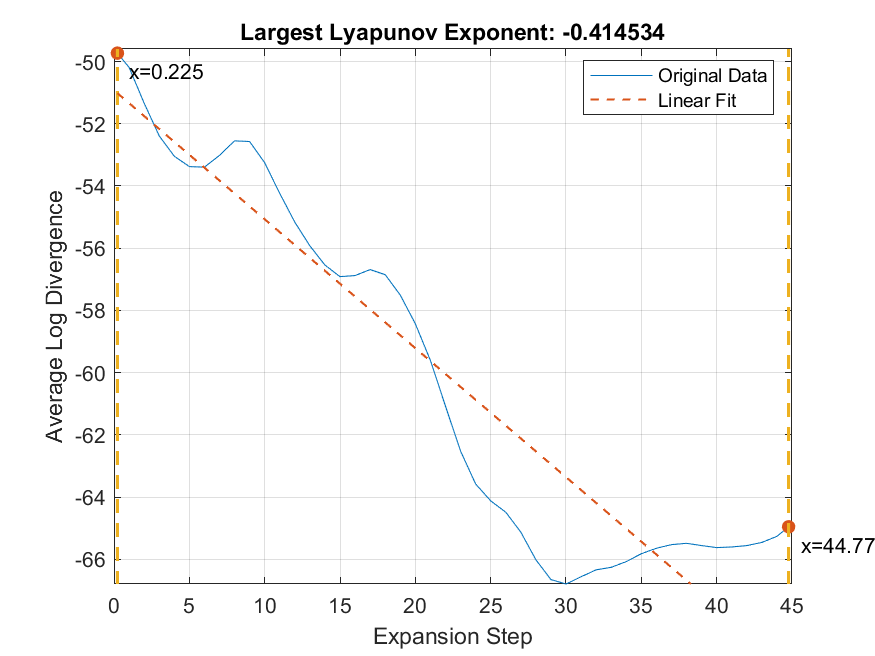 Largest Lyapunov Exponent: -0.414534
-50
-52
-54
-56
-58
-60
-62
-64
-66
Average Log Divergence
x=0.225
Original Data
Linear Fit
x=44.77
0 5 10 15 20 25 30 35 40 45
Expansion Step